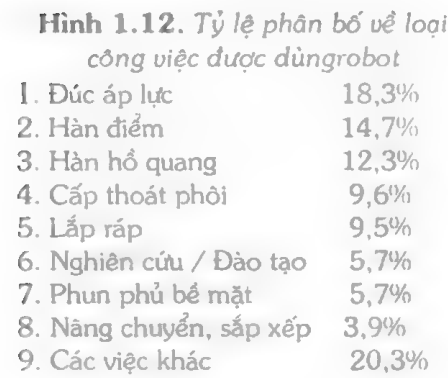 Hình 1.12. Tỷ lệ phân bố về loại
công việc được dùngrobot
1. Đúc áp lực 18,3%
2. Hàn điểm 14,7%
3. Hàn hồ quang 12,3%
4. Cấp thoát phôi 9,6%
5. Lắp ráp 9,5%
6. Nghiên cứu / Đào tạo 5,7%
7. Phun phủ bề mặt 5,7%
8. Nâng chuyển, sắp xếp 3,9%
9. Các việc khác 20,3%